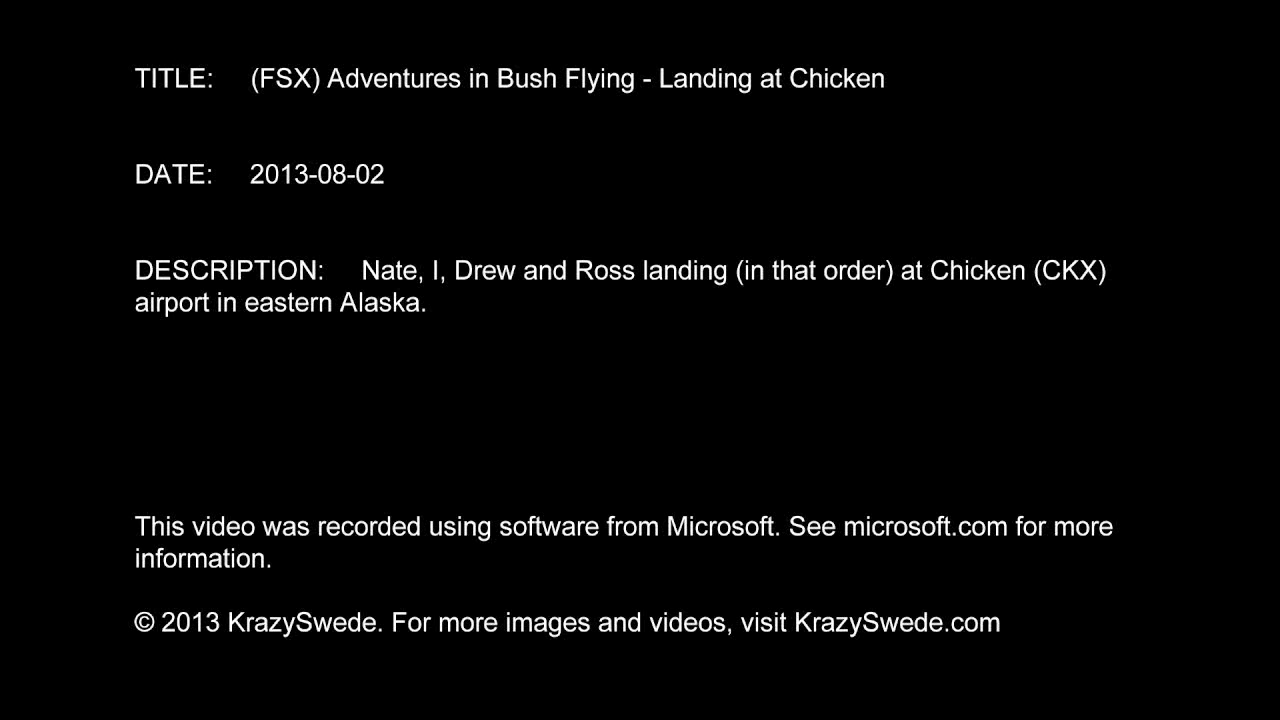 TITLE: (FSX) Adventures in Bush Flying - Landing at Chicken
DATE: 2013-08-02
DESCRIPTION: Nate, I, Drew and Ross landing (in that order) at Chicken (CKX)
airport in eastern Alaska.
This video was recorded using software from Microsoft. See microsoft.com for more
information.
© 2013 KrazySwede. For more images and videos, visit KrazySwede.com